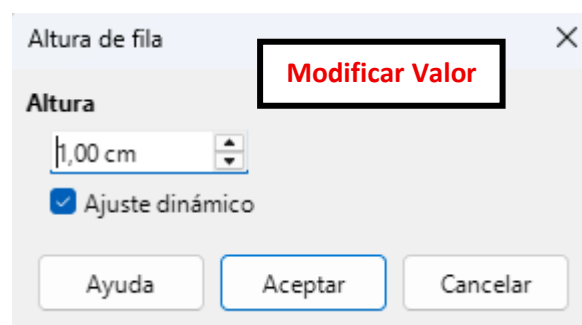 Altura de fila
Modificar Valor
Altura
1,00 cm
Ajuste dinámico
Ayuda
Aceptar
Cancelar